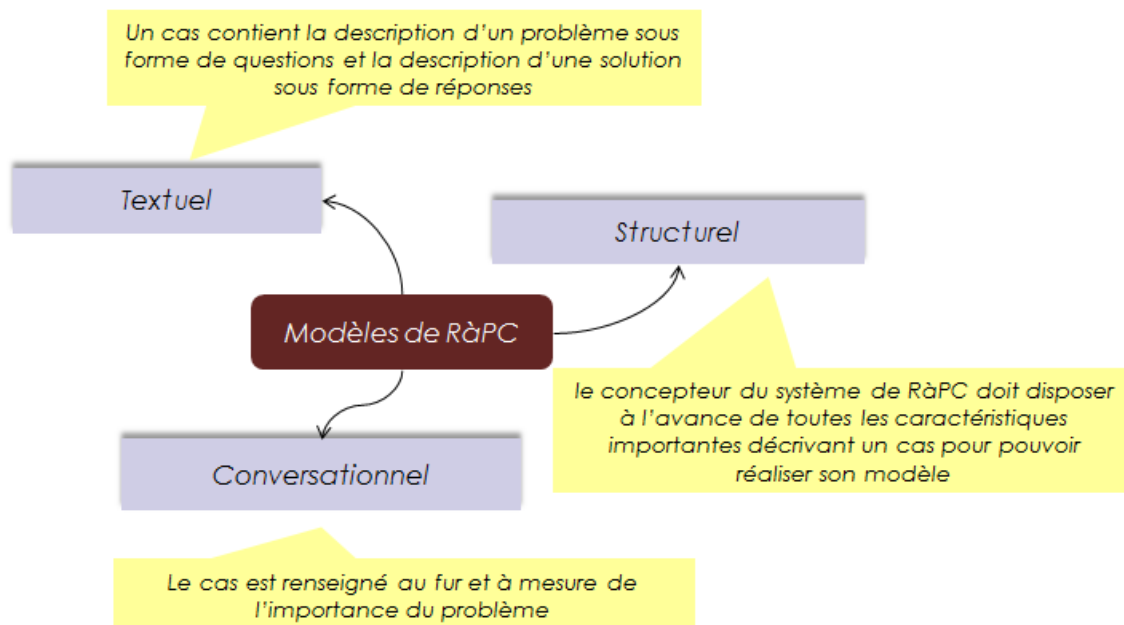 Un cas contient la description d'un problème sous
forme de questions et la description d'une solution
sous forme de réponses
Textuel
Structurel
Modèles de RàPC
le concepteur du système de RàPC doit disposer
à l'avance de toutes les caractéristiques
importantes décrivant un cas pour pouvoir
réaliser son modèle
Conversationnel
Le cas est renseigné au fur et à mesure de
l'importance du problème